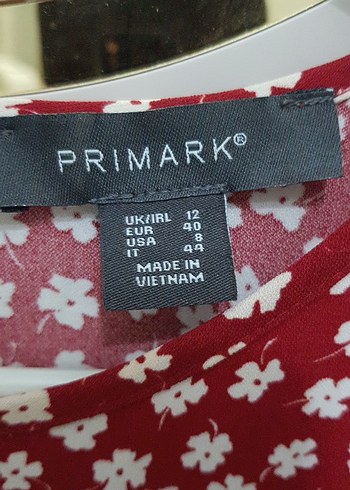 PRIMARK®
UK/IRL 12
EUR 40
USA 8
IT 44
MADE IN
VIETNAM